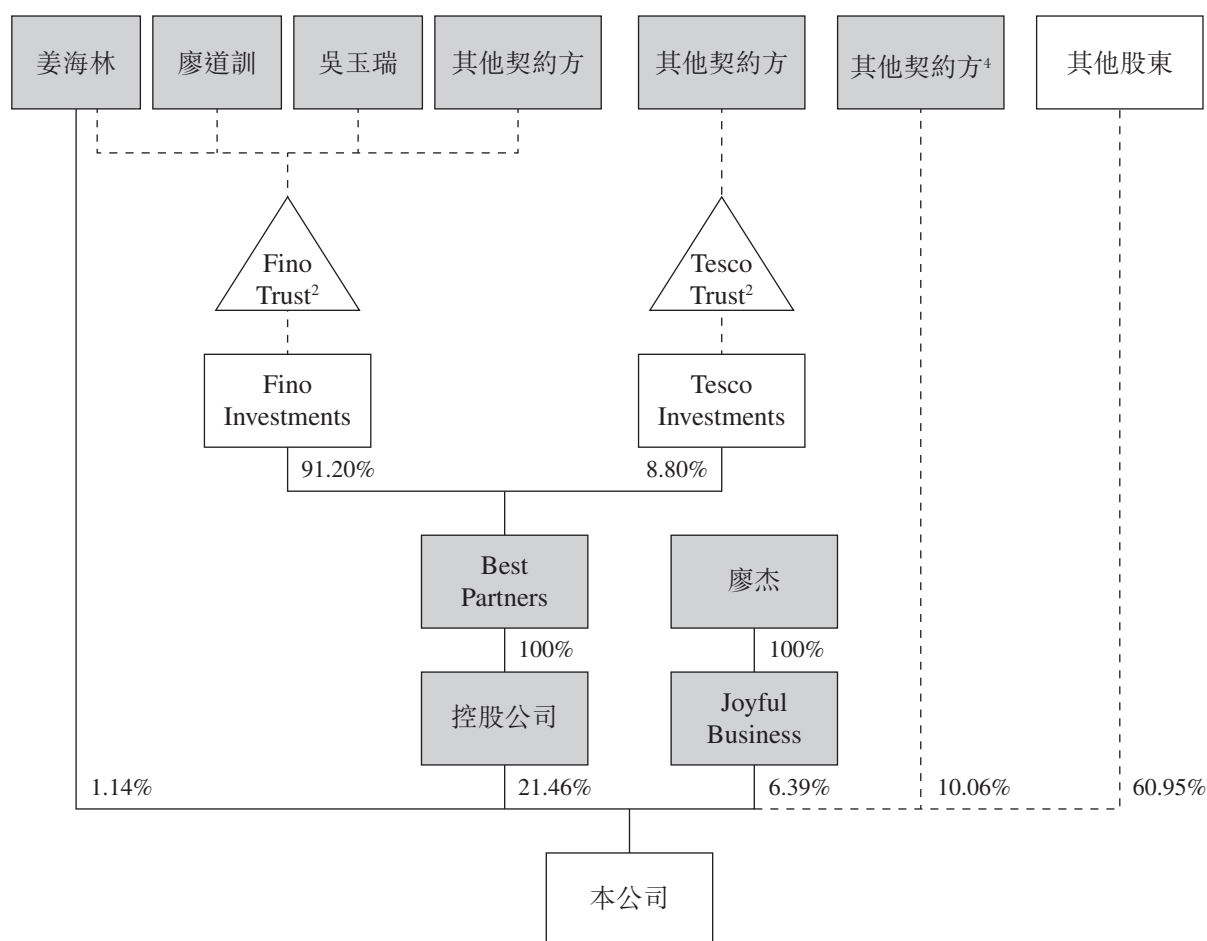 姜海林
廖道訓
吳玉瑞
其他契約方
其他契約方
其他契約方⁴
其他股東
Fino
Trust²
Tesco
Trust²
Fino
Investments
Tesco
Investments
91.20%
8.80%
Best
Partners
廖杰
100%
100%
控股公司
Joyful
Business
1.14%
21.46%
6.39%
10.06%
60.95%
本公司